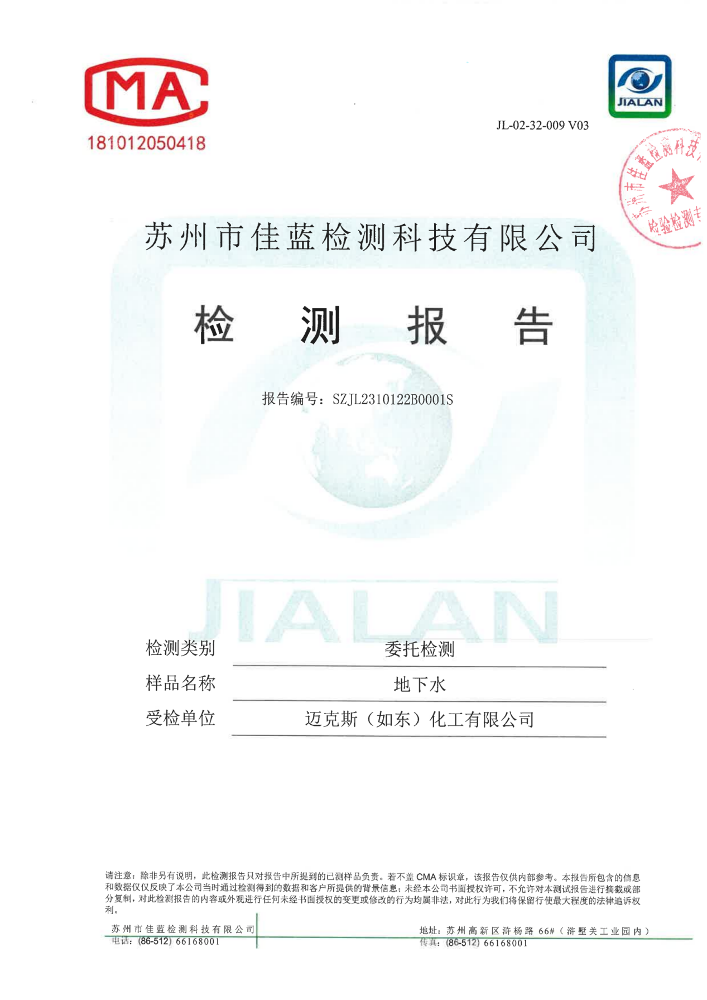 MA
181012050418
JIALAN
JL-02-32-009 V03
苏州市佳蓝检测科技
检验检测专
苏州市佳蓝检测科技有限公司
检测报告
报告编号：SZJL2310122B0001S
JIALAN
检测类别 委托检测
样品名称 地下水
受检单位 迈克斯（如东）化工有限公司
请注意：除非另有说明，此检测报告只对报告中所提到的已测样品负责。若不盖 CMA 标识章，该报告仅供内部参考。本报告所包含的信息
和数据仅仅反映了本公司当时通过检测得到的数据和客户所提供的背景信息；未经本公司书面授权许可，不允许对本测试报告进行摘裁或部
分复制，对此检测报告的内容或外观进行任何未经书面授权的变更或修改的行为均属非法，对此行为我们将保留行使最大程度的法律追诉权
利。
苏州市佳蓝检测科技有限公司
地址：苏州高新区浒杨路 66#（浒墅关工业园内）
电话：(86-512) 66168001
传真：(86-512) 66168001